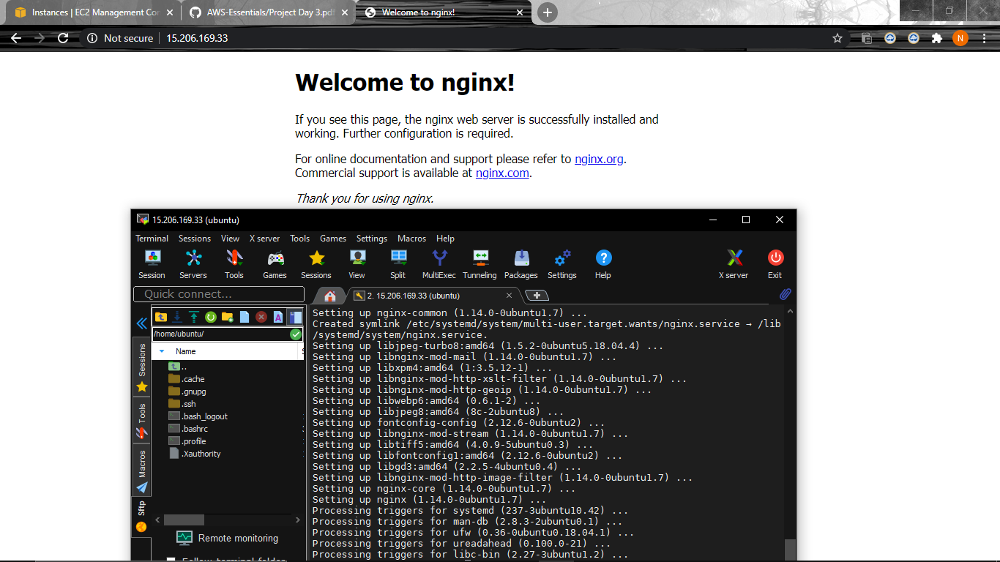 Instances | EC2 Management Con
AWS-Essentials/Project Day 3.pdf
Welcome to nginx!
Not secure
15.206.169.33
N
Welcome to nginx!
If you see this page, the nginx web server is successfully installed and
working. Further configuration is required.
For online documentation and support please refer to nginx.org.
Commercial support is available at nginx.com.
Thank you for using nginx.
15.206.169.33 (ubuntu)
Terminal Sessions View X server Tools Games Settings Macros Help
Session Servers Tools Games Sessions View Split MultiExec Tunneling Packages Settings Help X server Exit
Quick connect...
2. 15.206.169.33 (ubuntu)
/home/ubuntu/
Name
..
.cache
.gnupg
.ssh
.bash_logout
.bashrc
.profile
.Xauthority
Sessions
Tools
Macros
Sftp
Remote monitoring
Follow terminal folder
Setting up nginx-common (1.14.0-0ubuntu1.7) ...
Created symlink /etc/systemd/system/multi-user.target.wants/nginx.service → /lib
/systemd/system/nginx.service.
Setting up libjpeg-turbo8:amd64 (1.5.2-0ubuntu5.18.04.4) ...
Setting up libnginx-mod-mail (1.14.0-0ubuntu1.7) ...
Setting up libxpm4:amd64 (1:3.5.12-1) ...
Setting up libnginx-mod-http-xslt-filter (1.14.0-0ubuntu1.7) ...
Setting up libnginx-mod-http-geoip (1.14.0-0ubuntu1.7) ...
Setting up libwebp6:amd64 (0.6.1-2) ...
Setting up libjpeg8:amd64 (8c-2ubuntu8) ...
Setting up fontconfig-config (2.12.6-0ubuntu2) ...
Setting up libnginx-mod-stream (1.14.0-0ubuntu1.7) ...
Setting up libtiff5:amd64 (4.0.9-5ubuntu0.3) ...
Setting up libfontconfig1:amd64 (2.12.6-0ubuntu2) ...
Setting up libgd3:amd64 (2.2.5-4ubuntu0.4) ...
Setting up libnginx-mod-http-image-filter (1.14.0-0ubuntu1.7) ...
Setting up nginx-core (1.14.0-0ubuntu1.7) ...
Setting up nginx (1.14.0-0ubuntu1.7) ...
Processing triggers for systemd (237-3ubuntu10.42) ...
Processing triggers for man-db (2.8.3-2ubuntu0.1) ...
Processing triggers for ufw (0.36-0ubuntu0.18.04.1) ...
Processing triggers for ureadahead (0.100.0-21) ...
Processing triggers for libc-bin (2.27-3ubuntu1.2) ...